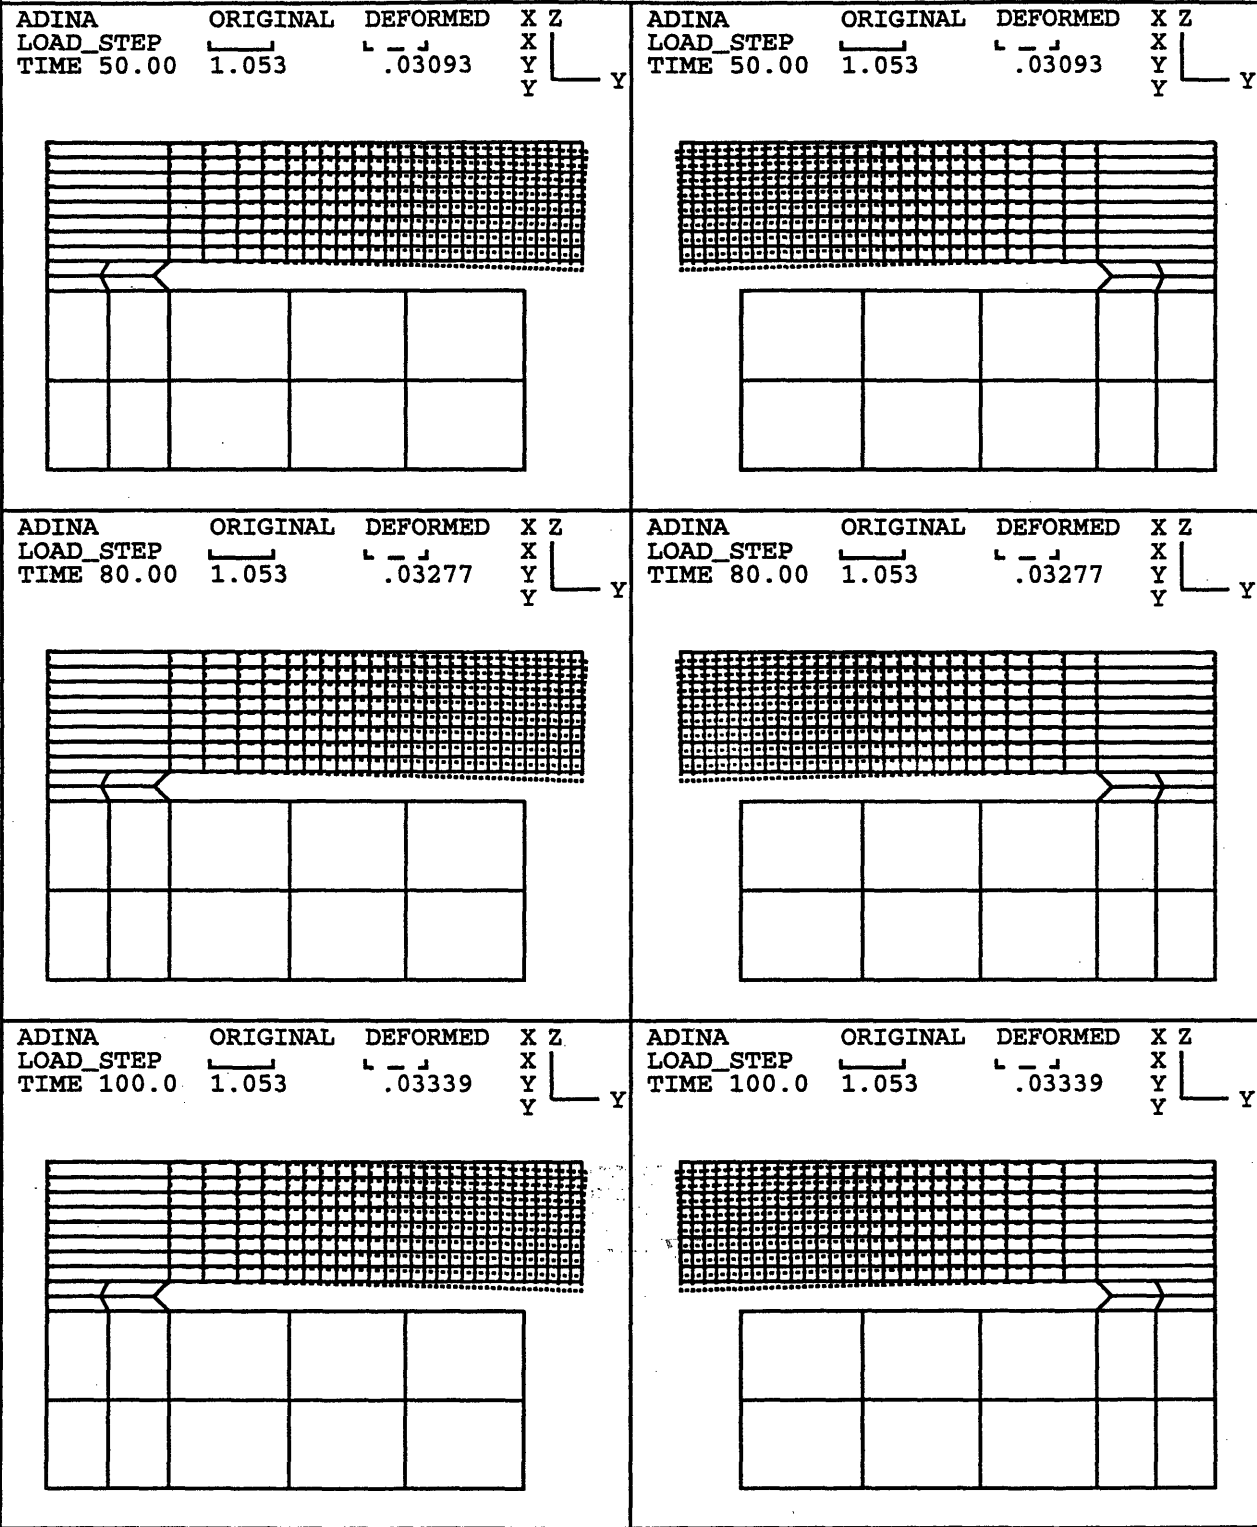 ADINA ORIGINAL DEFORMED X Z
LOAD_STEP X
TIME 50.00 1.053 .03093 Y Y
Y
ADINA ORIGINAL DEFORMED X Z
LOAD_STEP X
TIME 50.00 1.053 .03093 Y Y
Y
ADINA ORIGINAL DEFORMED X Z
LOAD_STEP X
TIME 80.00 1.053 .03277 Y Y
Y
ADINA ORIGINAL DEFORMED X Z
LOAD_STEP X
TIME 80.00 1.053 .03277 Y Y
Y
ADINA ORIGINAL DEFORMED X Z
LOAD_STEP X
TIME 100.0 1.053 .03339 Y Y
Y
ADINA ORIGINAL DEFORMED X Z
LOAD_STEP X
TIME 100.0 1.053 .03339 Y Y
Y